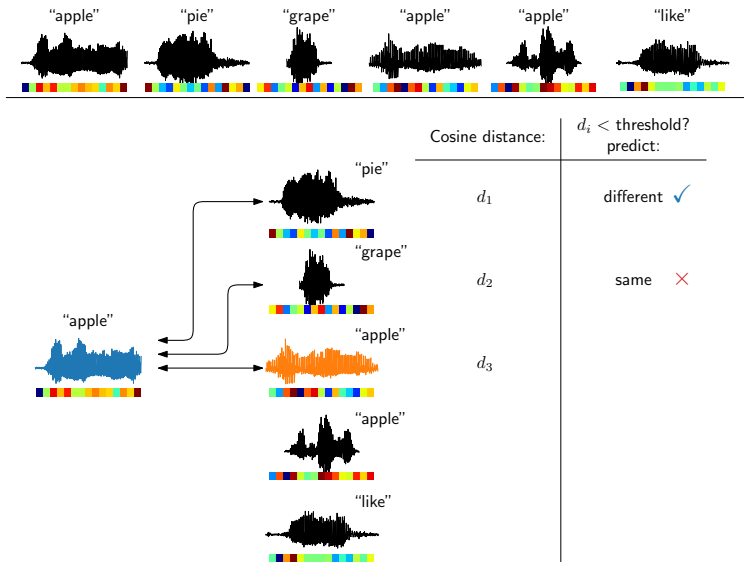 “apple” “pie” “grape” “apple” “apple” “like”
Cosine distance: d_i < threshold?
predict:
“pie”
d_1 different ✓
“grape”
d_2 same ×
“apple”
“apple”
d_3
“apple”
“like”